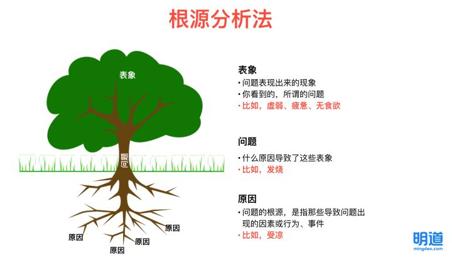 根源分析法
表象
问题
原因
原因
原因
原因
表象
• 问题表现出来的现象
• 你看到的，所谓的问题
• 比如，虚弱、疲惫、无食欲
问题
• 什么原因导致了这些表象
• 比如，发烧
原因
• 问题的根源，是指那些导致问题出
现的因素或行为、事件
• 比如，受凉
明道
mingdao.com